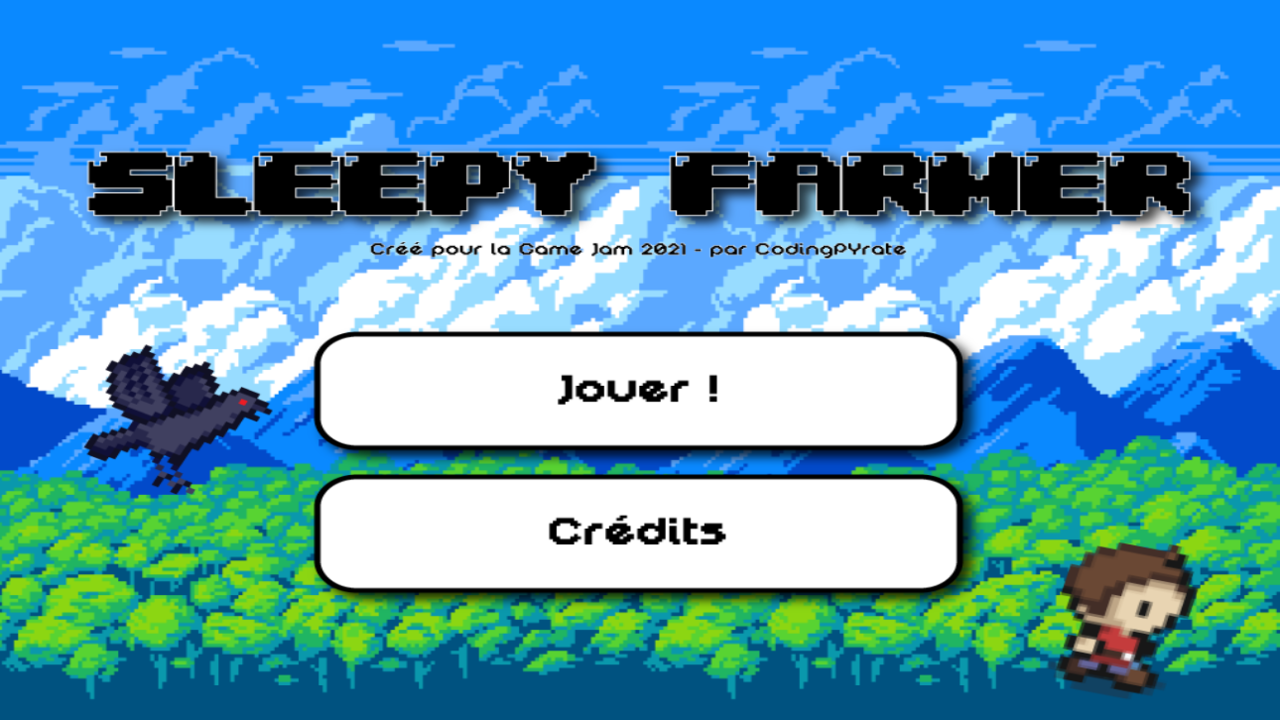 SLEEPY FARMER
Créé pour la Game Jam 2021 - par CodingPYrate
Jouer !
Crédits